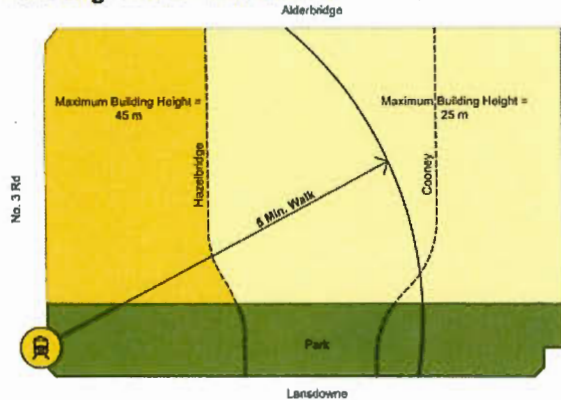 Alderbridge
Maximum Building Height =
45 m
Maximum Building Height =
25 m
No. 3 Rd
Hazelbridge
Cooney
5 Min. Walk
Park
Lansdowne